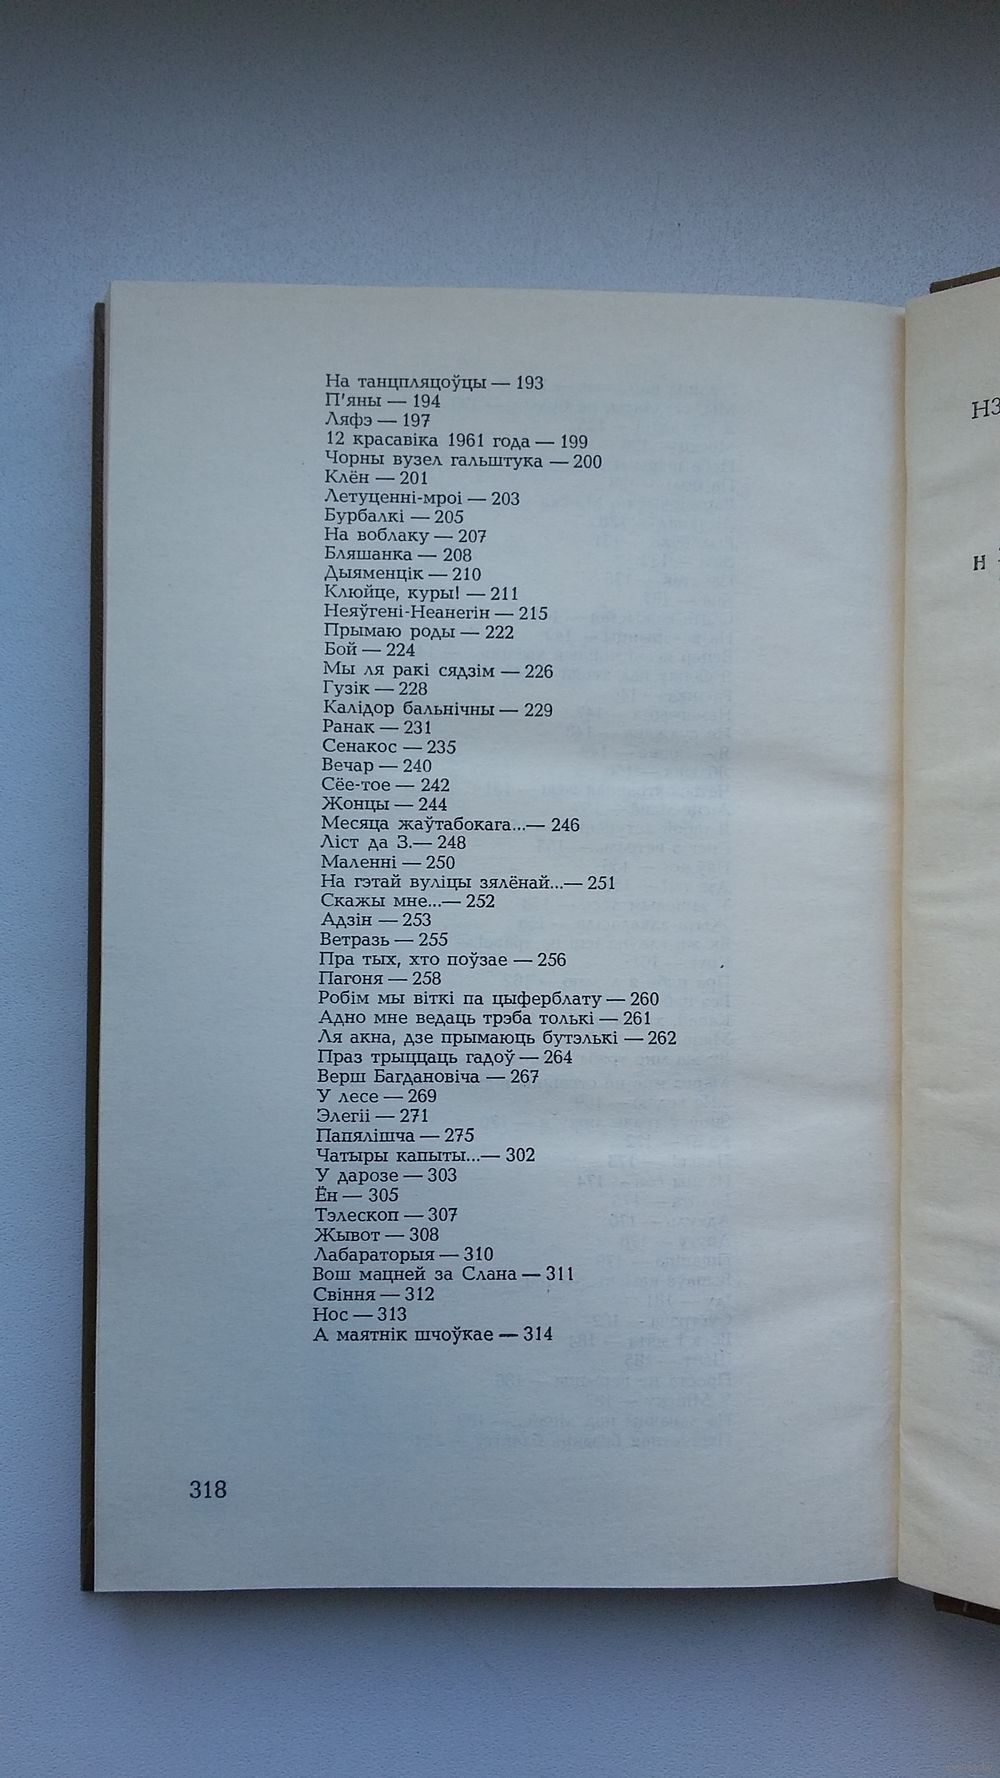 На танцпляцоўцы — 193
П'яны — 194
Ляфэ — 197
12 красавіка 1961 года — 199
Чорны вузел гальштука — 200
Клён — 201
Летуценні-мроі — 203
Бурбалкі — 205
На воблаку — 207
Бляшанка — 208
Дыяменцік — 210
Клюйце, куры! — 211
Неяўгені-Неанегін — 215
Прымаю роды — 222
Бой — 224
Мы ля ракі сядзім — 226
Гузік — 228
Калідор бальнічны — 229
Ранак — 231
Сенакос — 235
Вечар — 240
Сёе-тое — 242
Жонцы — 244
Месяца жаўтабокага...— 246
Ліст да З.— 248
Маленні — 250
На гэтай вуліцы зялёнай...— 251
Скажы мне...— 252
Адзін — 253
Ветразь — 255
Пра тых, хто поўзае — 256
Пагоня — 258
Робім мы віткі па цыферблату — 260
Адно мне ведаць трэба толькі — 261
Ля акна, дзе прымаюць бутэлькі — 262
Праз трыццаць гадоў — 264
Верш Багдановіча — 267
У лесе — 269
Элегіі — 271
Папялішча — 275
Чатыры капыты...— 302
У дарозе — 303
Ён — 305
Тэлескоп — 307
Жывот — 308
Лабараторыя — 310
Вош мацней за Слана — 311
Свіння — 312
Нос — 313
А маятнік шчоўкае — 314
318
НЗ
Н